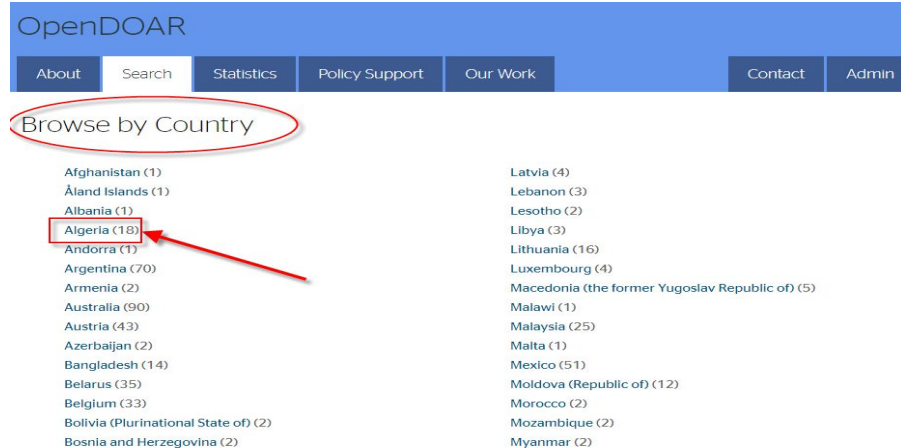 OpenDOAR
About Search Statistics Policy Support Our Work Contact Admin
Browse by Country
Afghanistan (1)
Åland Islands (1)
Albania (1)
Algeria (18)
Andorra (1)
Argentina (70)
Armenia (2)
Australia (90)
Austria (43)
Azerbaijan (2)
Bangladesh (14)
Belarus (35)
Belgium (33)
Bolivia (Plurinational State of) (2)
Bosnia and Herzegovina (2)
Latvia (4)
Lebanon (3)
Lesotho (2)
Libya (3)
Lithuania (16)
Luxembourg (4)
Macedonia (the former Yugoslav Republic of) (5)
Malawi (1)
Malaysia (25)
Malta (1)
Mexico (51)
Moldova (Republic of) (12)
Morocco (2)
Mozambique (2)
Myanmar (2)